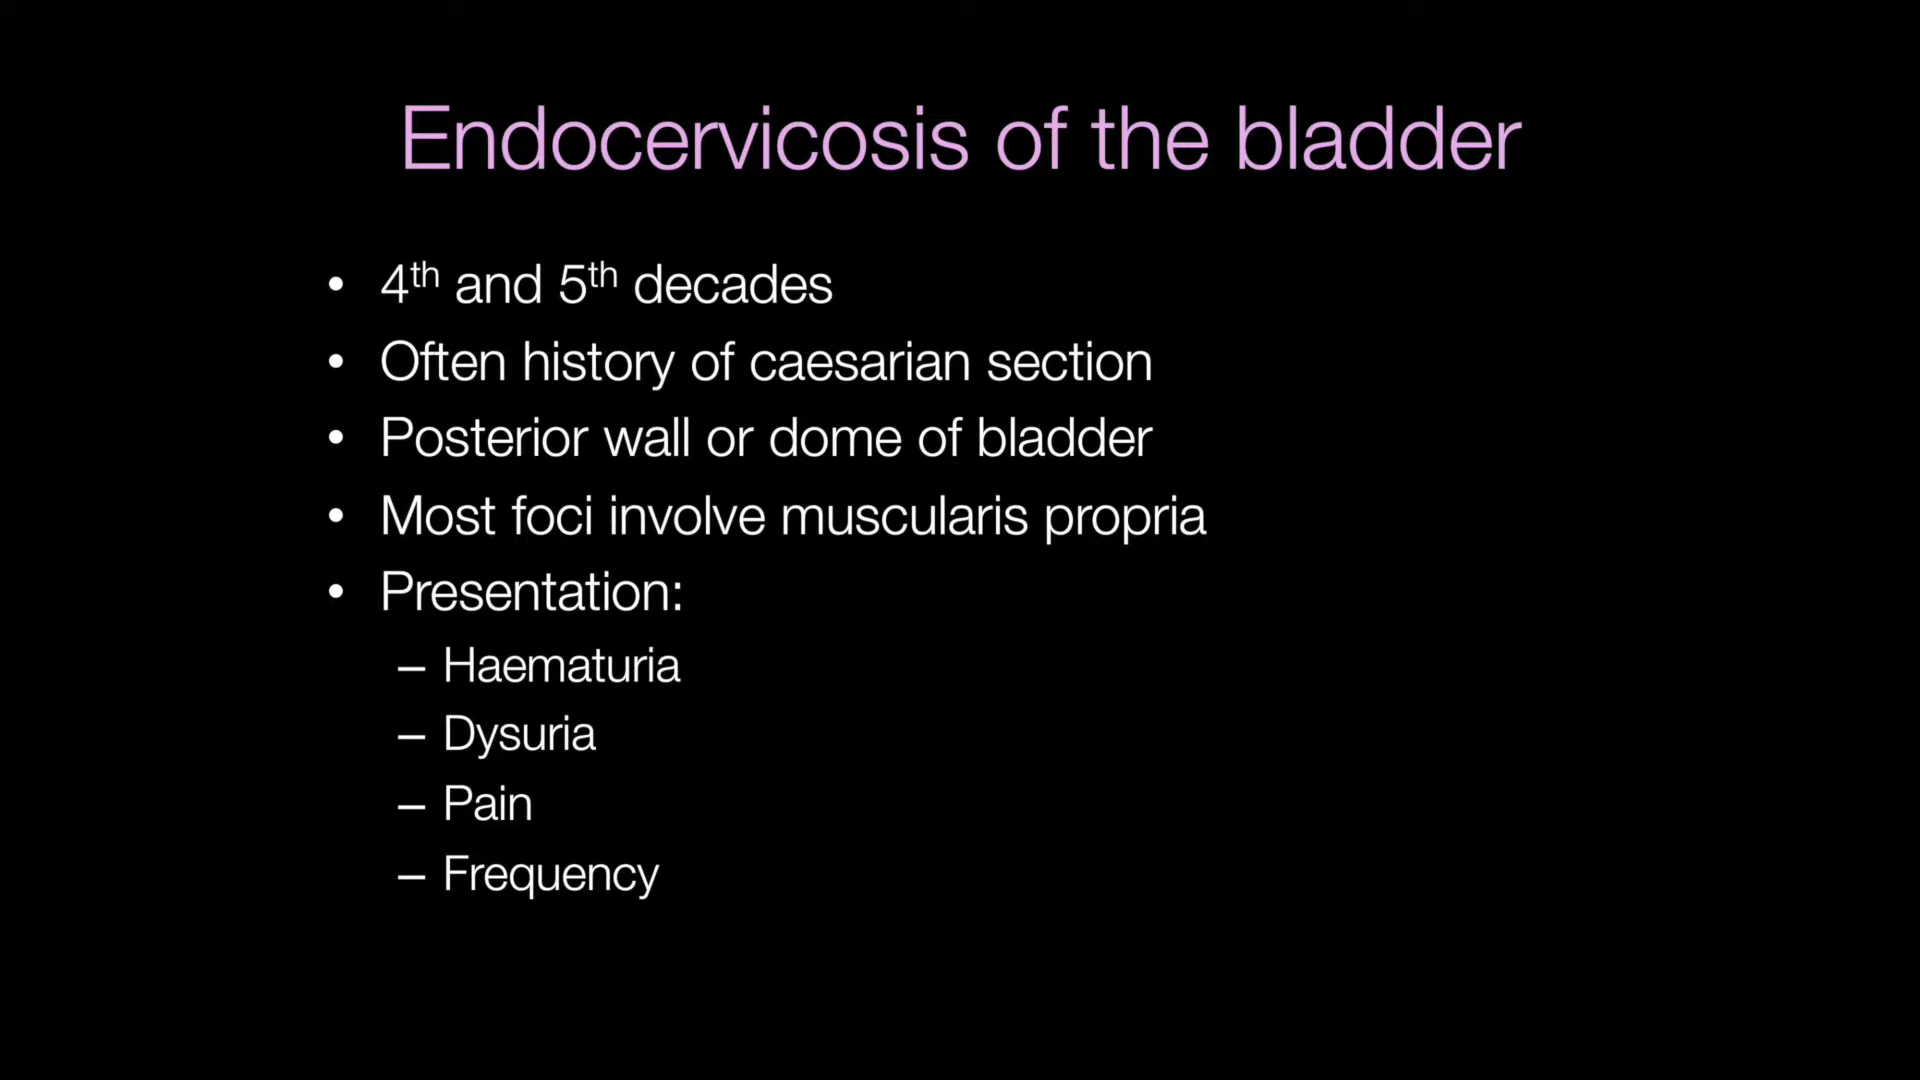 Endocervicosis of the bladder
• 4th and 5th decades
• Often history of caesarian section
• Posterior wall or dome of bladder
• Most foci involve muscularis propria
• Presentation:
– Haematuria
– Dysuria
– Pain
– Frequency